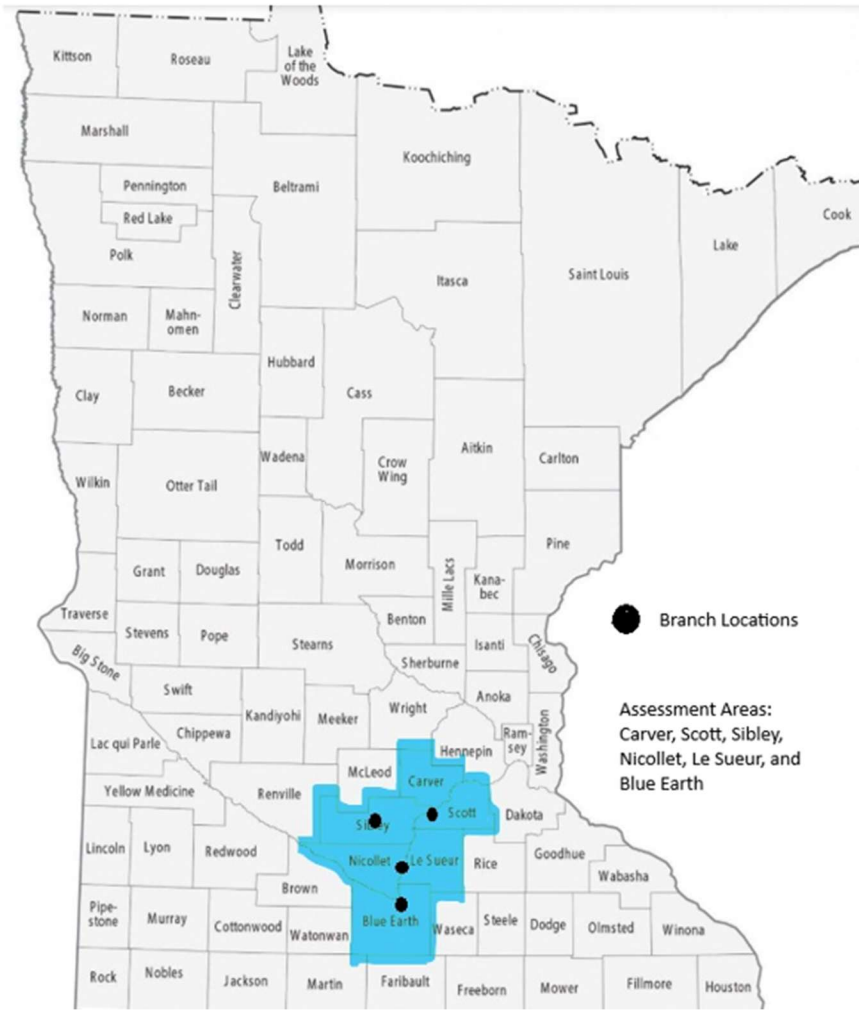 Kittson
Roseau
Lake
of the
Woods
Marshall
Koochiching
Pennington
Beltrami
Red Lake
Cook
Polk
Lake
Clearwater
Itasca
Saint Louis
Norman
Mahn-
omen
Hubbard
Clay
Becker
Cass
Aitkin
Wadena
Crow
Wing
Carlton
Wilkin
Otter Tail
Todd
Pine
Morrison
Mille Lacs
Kana-
bec
Grant
Douglas
Traverse
Benton
Branch Locations
Stevens
Pope
Stearns
Isanti
Chisago
Big Stone
Sherburne
Swift
Anoka
Kandiyohi
Meeker
Wright
Assessment Areas:
Carver, Scott, Sibley,
Nicollet, Le Sueur, and
Blue Earth
Chippewa
Ram-
sey
Washington
Lac qui Parle
Hennepin
McLeod
Carver
Yellow Medicine
Renville
Scott
Dakota
Sibley
Lincoln
Lyon
Redwood
Nicollet
Le Sueur
Rice
Goodhue
Wabasha
Brown
Pipe-
stone
Murray
Cottonwood
Watonwan
Blue Earth
Waseca
Steele
Dodge
Olmsted
Winona
Rock
Nobles
Jackson
Martin
Faribault
Freeborn
Mower
Fillmore
Houston